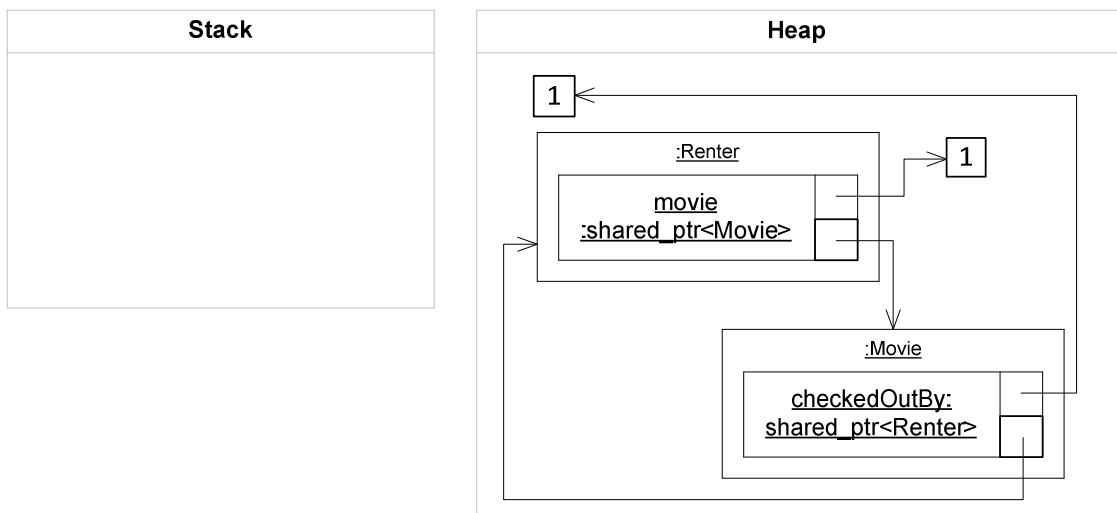 Stack
Heap
1
:Renter
1
movie
:shared_ptr<Movie>
:Movie
checkedOutBy:
shared_ptr<Renter>